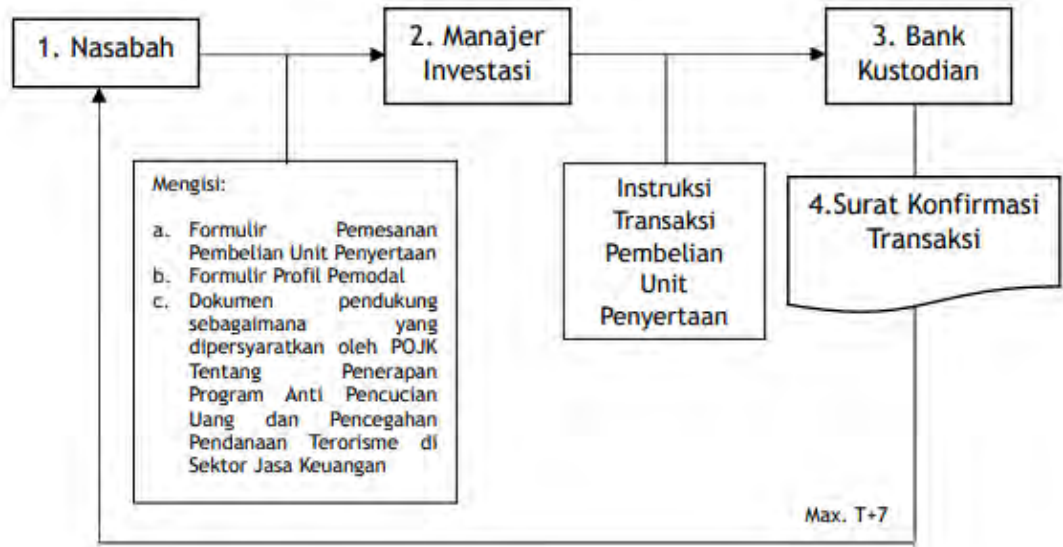 1. Nasabah
2. Manajer
Investasi
3. Bank
Kustodian
Mengisi:
a. Formulir Pemesanan
Pembelian Unit Penyertaan
b. Formulir Profil Pemodal
c. Dokumen pendukung
sebagaimana yang
dipersyaratkan oleh POJK
Tentang Penerapan
Program Anti Pencucian
Uang dan Pencegahan
Pendanaan Terorisme di
Sektor Jasa Keuangan
Instruksi
Transaksi
Pembelian
Unit
Penyertaan
4.Surat Konfirmasi
Transaksi
Max. T+7